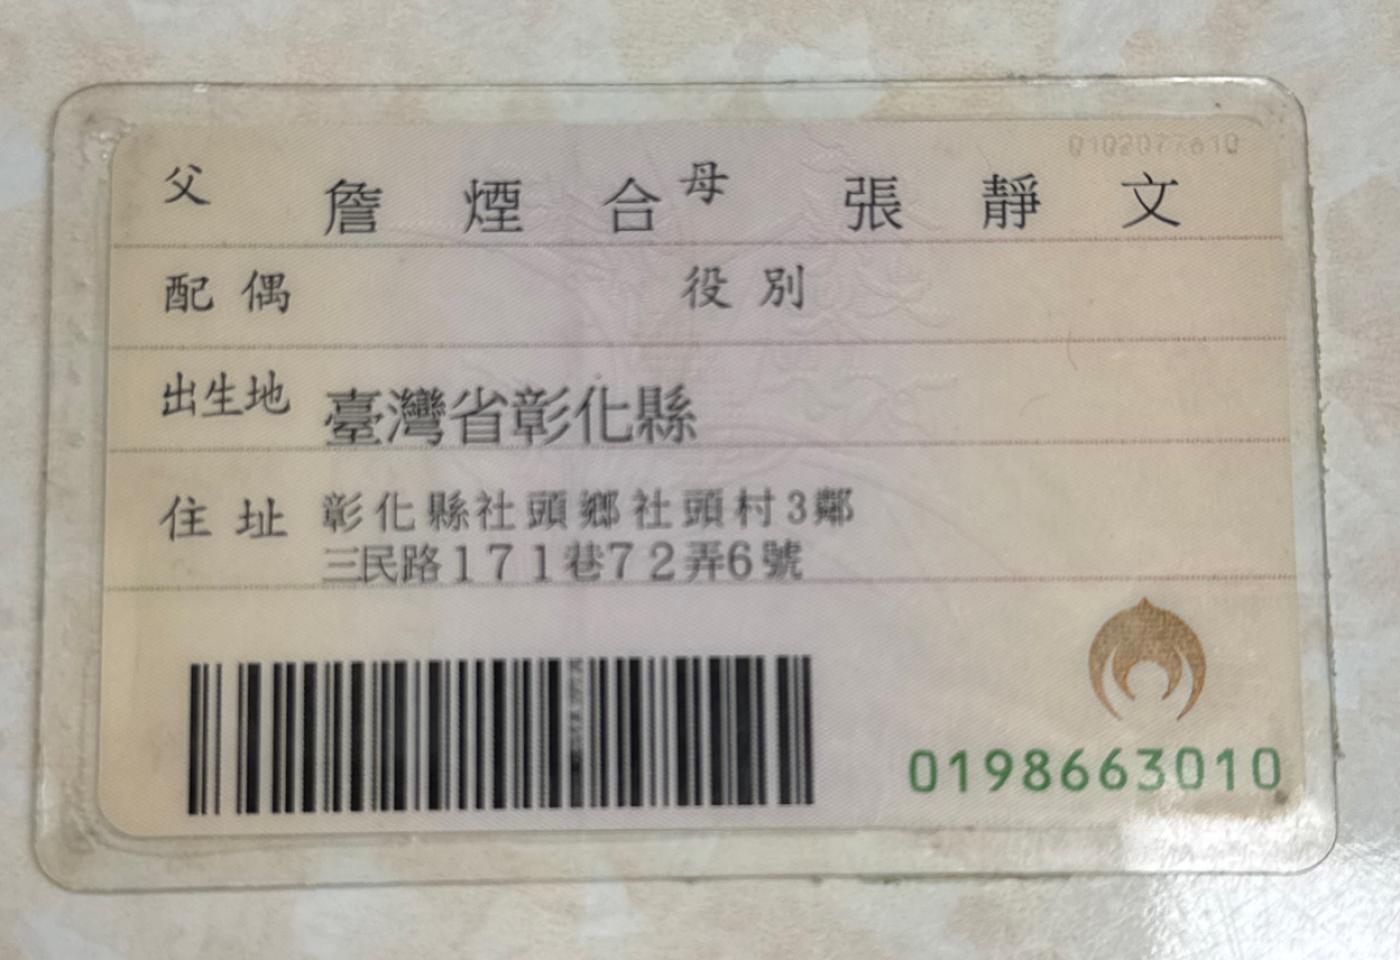 父 詹煙合 母 張靜文
配偶 役別
出生地 臺灣省彰化縣
住址 彰化縣社頭鄉社頭村3鄰
三民路171巷72弄6號
0198663010